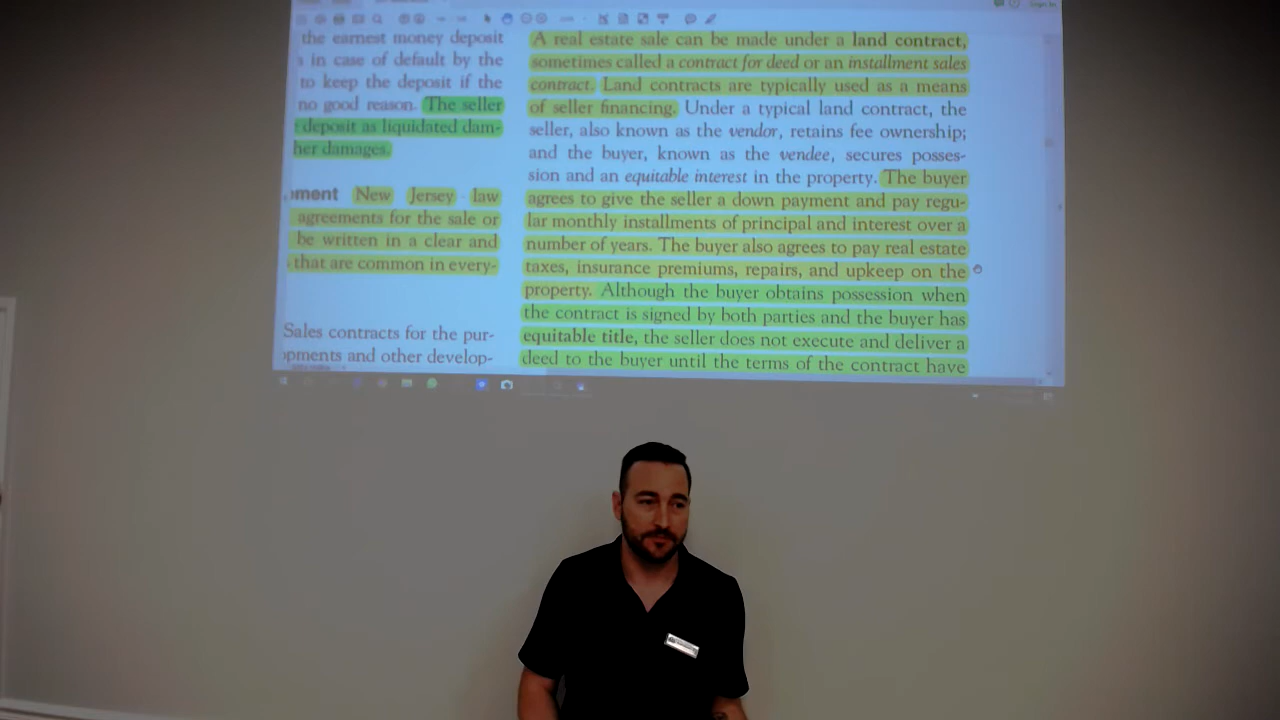 Sign In
the earnest money deposit
in case of default by the
to keep the deposit if the
no good reason. The seller
deposit as liquidated dam-
her damages.
ment New Jersey law
agreements for the sale or
be written in a clear and
that are common in every-
Sales contracts for the pur-
opments and other develop-
A real estate sale can be made under a land contract,
sometimes called a contract for deed or an installment sales
contract. Land contracts are typically used as a means
of seller financing. Under a typical land contract, the
seller, also known as the vendor, retains fee ownership;
and the buyer, known as the vendee, secures posses-
sion and an equitable interest in the property. The buyer
agrees to give the seller a down payment and pay regu-
lar monthly installments of principal and interest over a
number of years. The buyer also agrees to pay real estate
taxes, insurance premiums, repairs, and upkeep on the
property. Although the buyer obtains possession when
the contract is signed by both parties and the buyer has
equitable title, the seller does not execute and deliver a
deed to the buyer until the terms of the contract have